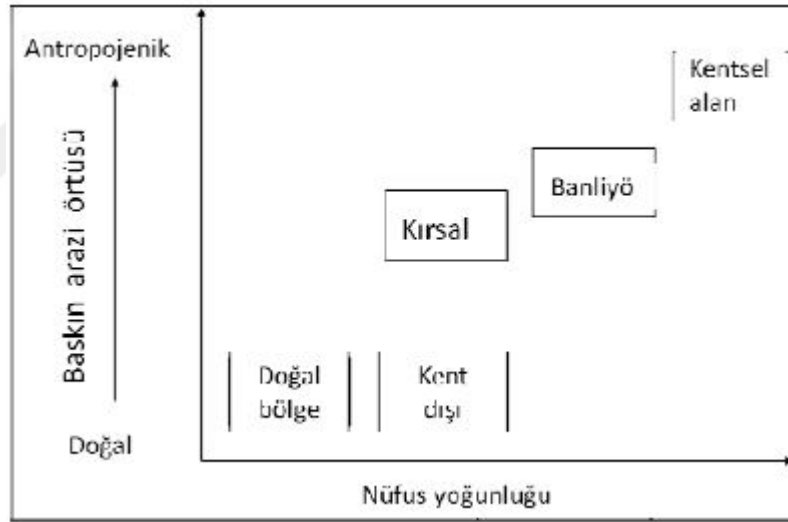 Antropojenik
Kentsel
alan
Banliyö
Kırsal
Baskın arazi örtüsü
Doğal
bölge
Kent
dışı
Doğal
Nüfus yoğunluğu